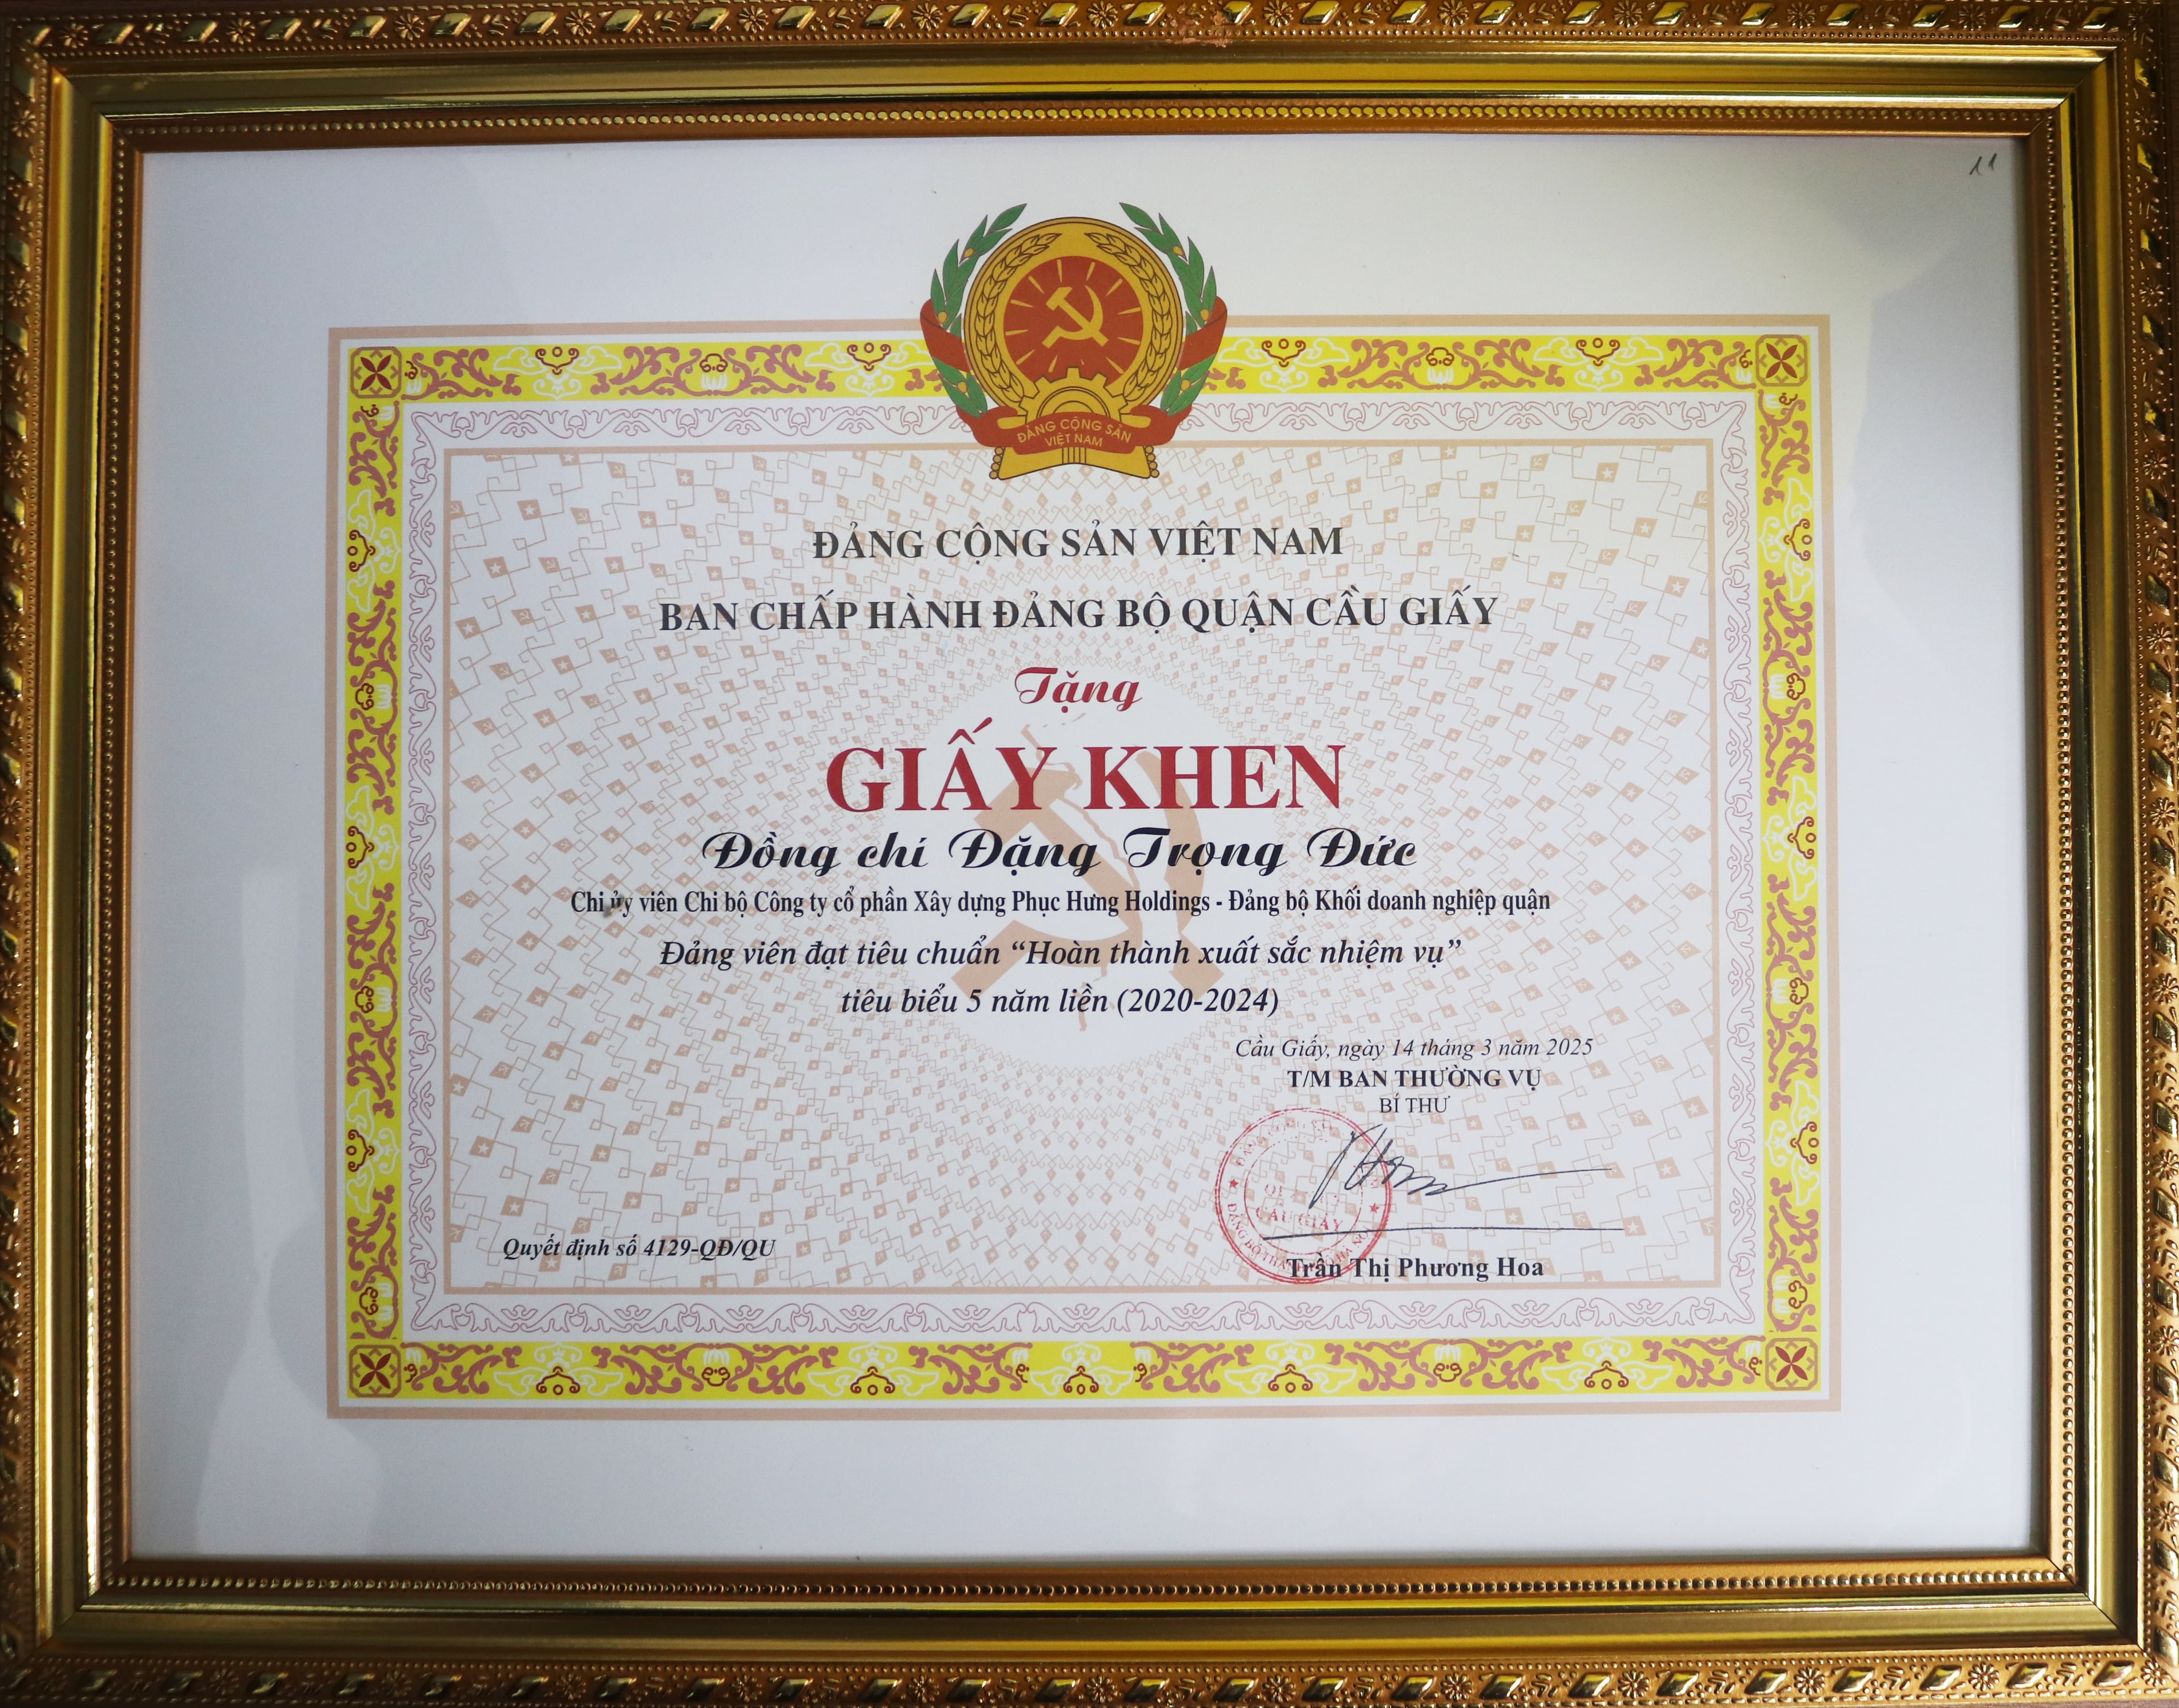 11
ĐẢNG CỘNG SẢN
VIỆT NAM
ĐẢNG CỘNG SẢN VIỆT NAM
BAN CHẤP HÀNH ĐẢNG BỘ QUẬN CẦU GIẤY
Tặng
GIẤY KHEN
Đồng chí Đặng Trọng Đức
Chi ủy viên Chi bộ Công ty cổ phần Xây dựng Phục Hưng Holdings - Đảng bộ Khối doanh nghiệp quận
Đảng viên đạt tiêu chuẩn “Hoàn thành xuất sắc nhiệm vụ”
tiêu biểu 5 năm liền (2020-2024)
Cầu Giấy, ngày 14 tháng 3 năm 2025
T/M BAN THƯỜNG VỤ
BÍ THƯ
CẦU GIẤY
Quyết định số 4129-QĐ/QU
Trần Thị Phương Hoa